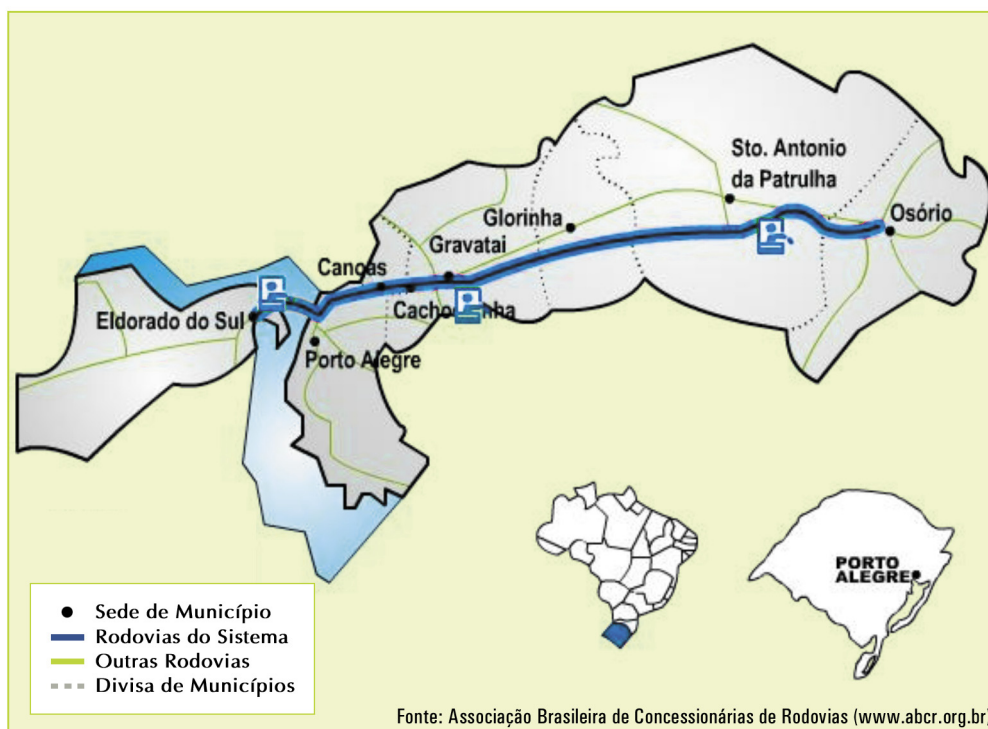 Sto. Antonio
da Patrulha
Glorinha
Osório
Gravatai
Canoas
Eldorado do Sul
Porto Alegre
PORTO
ALEGRE
Sede de Município
Rodovias do Sistema
Outras Rodovias
Divisa de Municípios
Fonte: Associação Brasileira de Concessionárias de Rodovias (www.abcr.org.br)